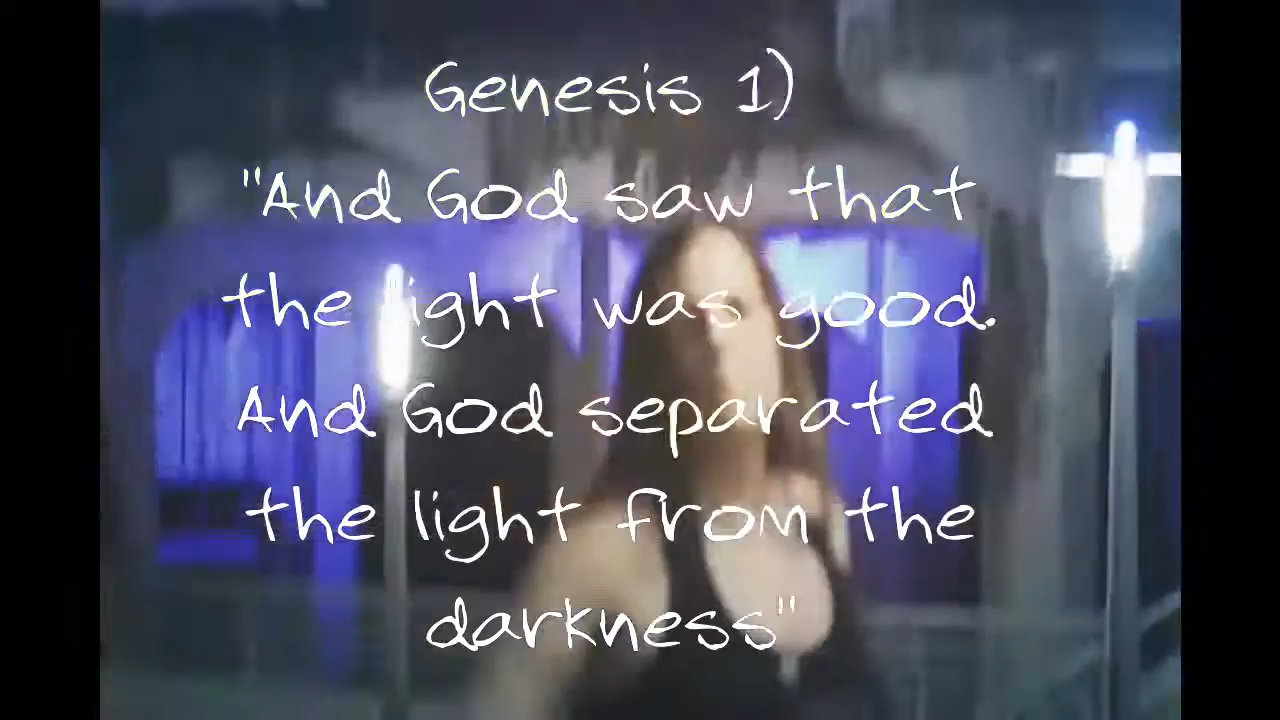 Genesis 1)
"And God saw that
the light was good.
And God separated
the light from the
darkness"